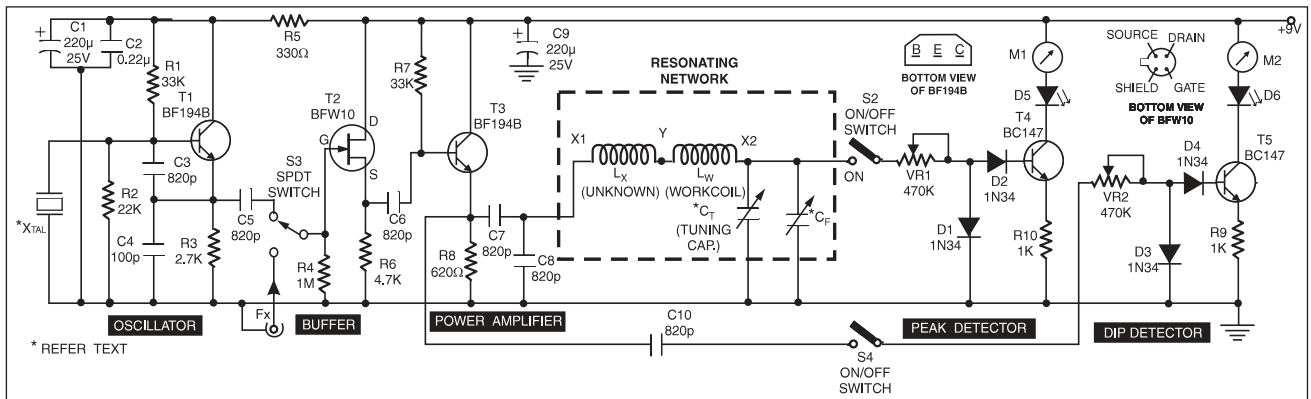 C1
220µ
25V
C2
0.22µ
R5
330Ω
C9
220µ
25V
+9V
R1
33K
T1
BF194B
R7
33K
T2
BFW10
D
G
S
T3
BF194B
RESONATING
NETWORK
B E C
BOTTOM VIEW
OF BF194B
SOURCE
DRAIN
SHIELD
GATE
BOTTOM VIEW
OF BFW10
M1
M2
D5
D6
S2
ON/OFF
SWITCH
ON
T4
BC147
T5
BC147
X1
Y
X2
LX
(UNKNOWN)
LW
(WORKCOIL)
*CT
(TUNING
CAP.)
*CF
VR1
470K
D2
1N34
D1
1N34
R10
1K
D4
1N34
VR2
470K
D3
1N34
R9
1K
*XTAL
R2
22K
C3
820p
C4
100p
R3
2.7K
C5
820p
S3
SPDT
SWITCH
R4
1M
Fx
C6
820p
R6
4.7K
R8
620Ω
C7
820p
C8
820p
OSCILLATOR
BUFFER
POWER AMPLIFIER
PEAK DETECTOR
DIP DETECTOR
C10
820p
S4
ON/OFF
SWITCH
* REFER TEXT